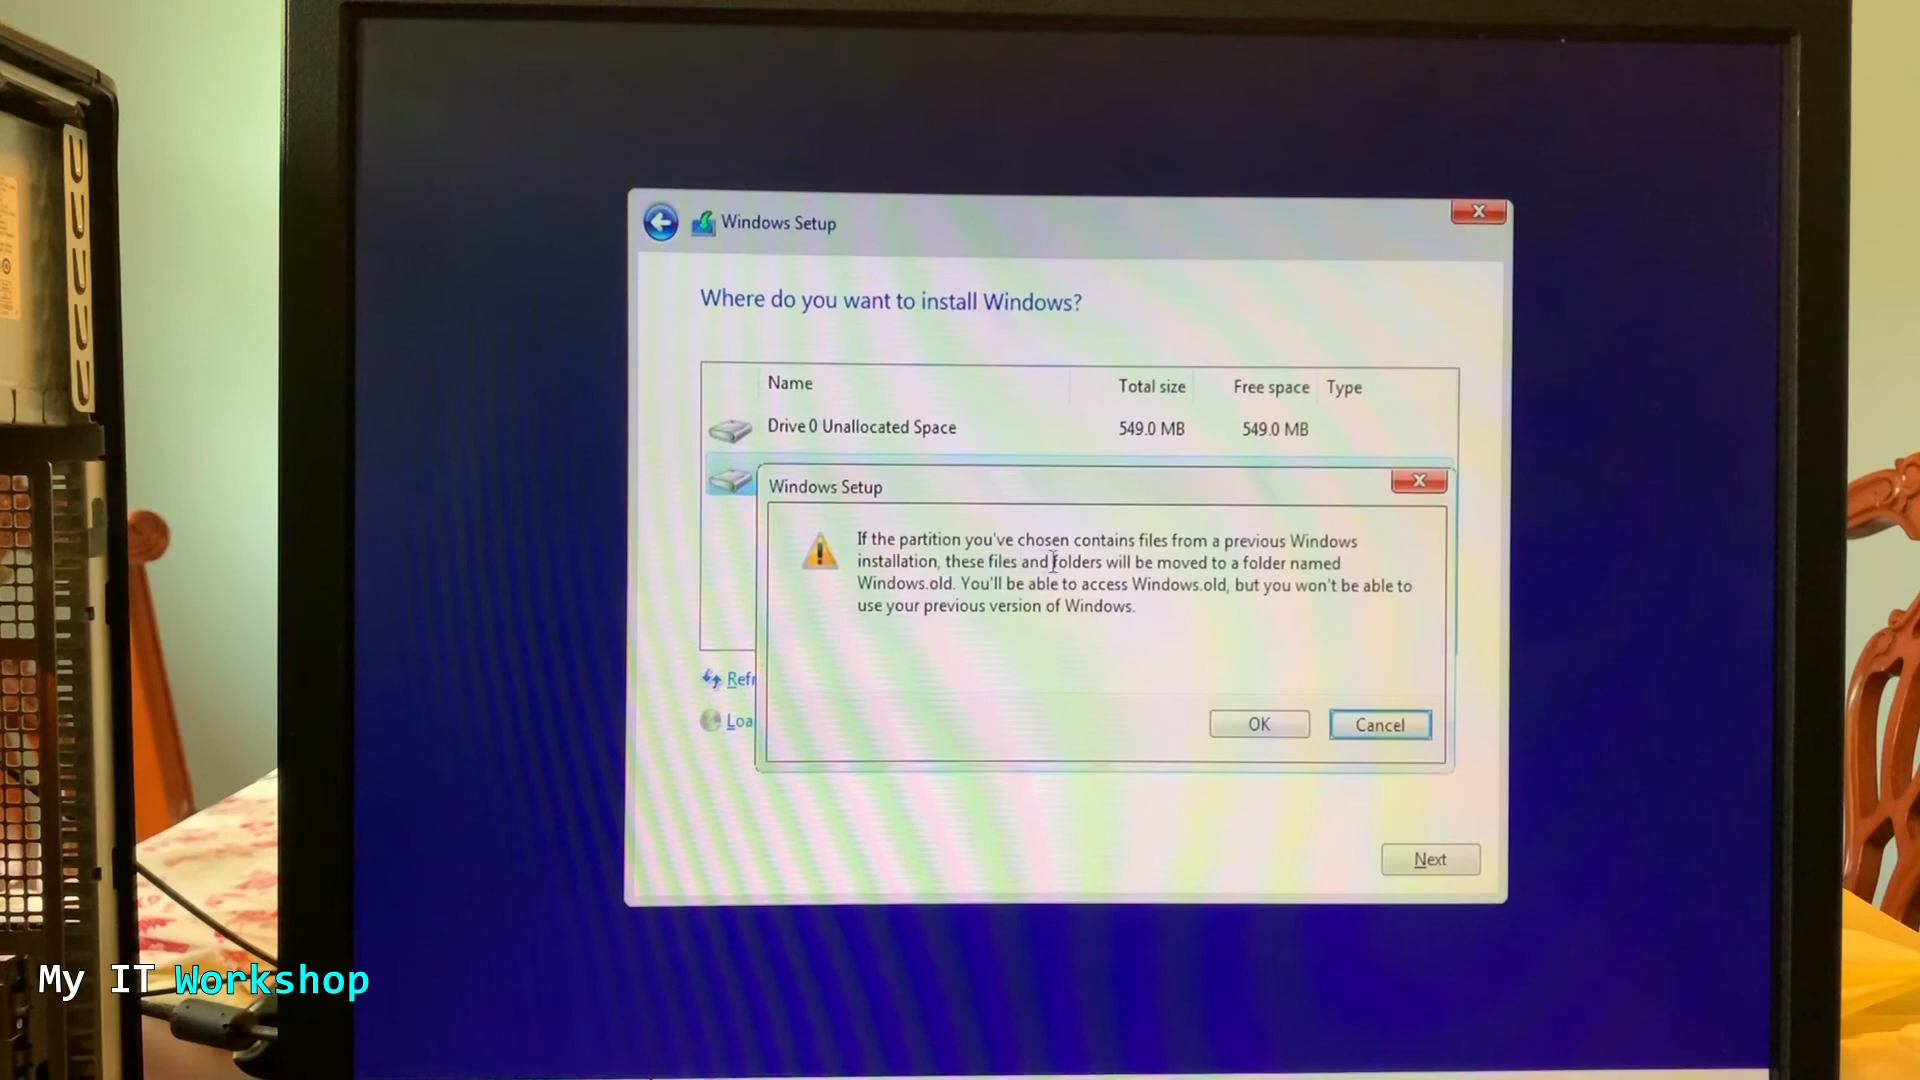 Windows Setup
Where do you want to install Windows?
Name Total size Free space Type
Drive 0 Unallocated Space 549.0 MB 549.0 MB
Windows Setup
If the partition you've chosen contains files from a previous Windows
installation, these files and folders will be moved to a folder named
Windows.old. You'll be able to access Windows.old, but you won't be able to
use your previous version of Windows.
Refr
Loa
OK Cancel
Next
My IT Workshop